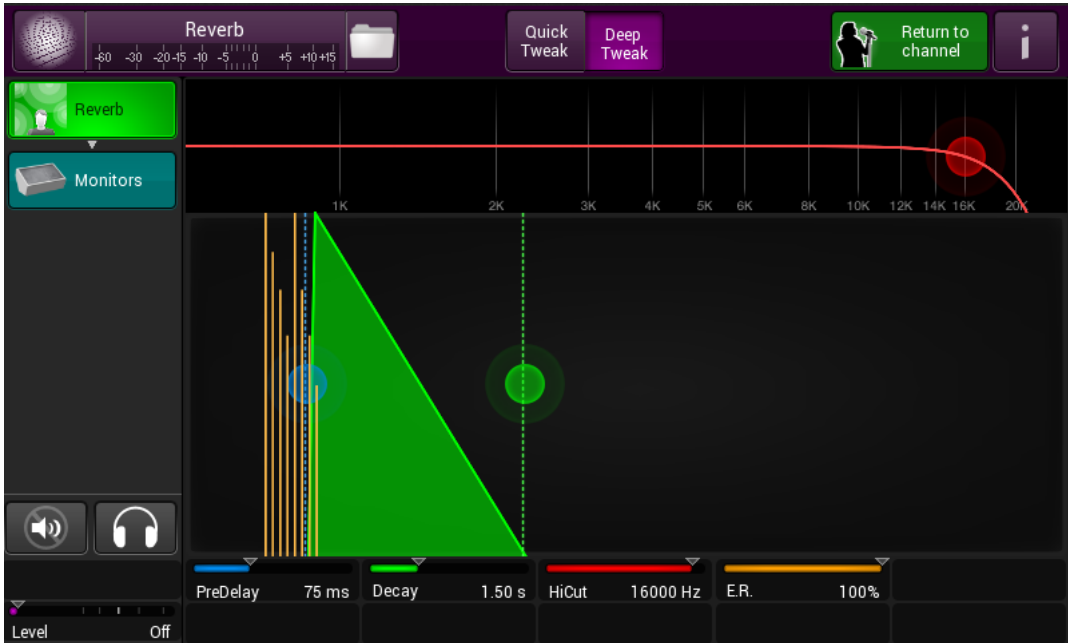 Reverb
-60 -30 -20-15 -10 -5 0 +5 +10+15
Quick
Tweak
Deep
Tweak
Return to
channel
i
Reverb
Monitors
1K 2K 3K 4K 5K 6K 8K 10K 12K 14K 16K 20K
PreDelay 75 ms
Decay 1.50 s
HiCut 16000 Hz
E.R. 100%
Level Off